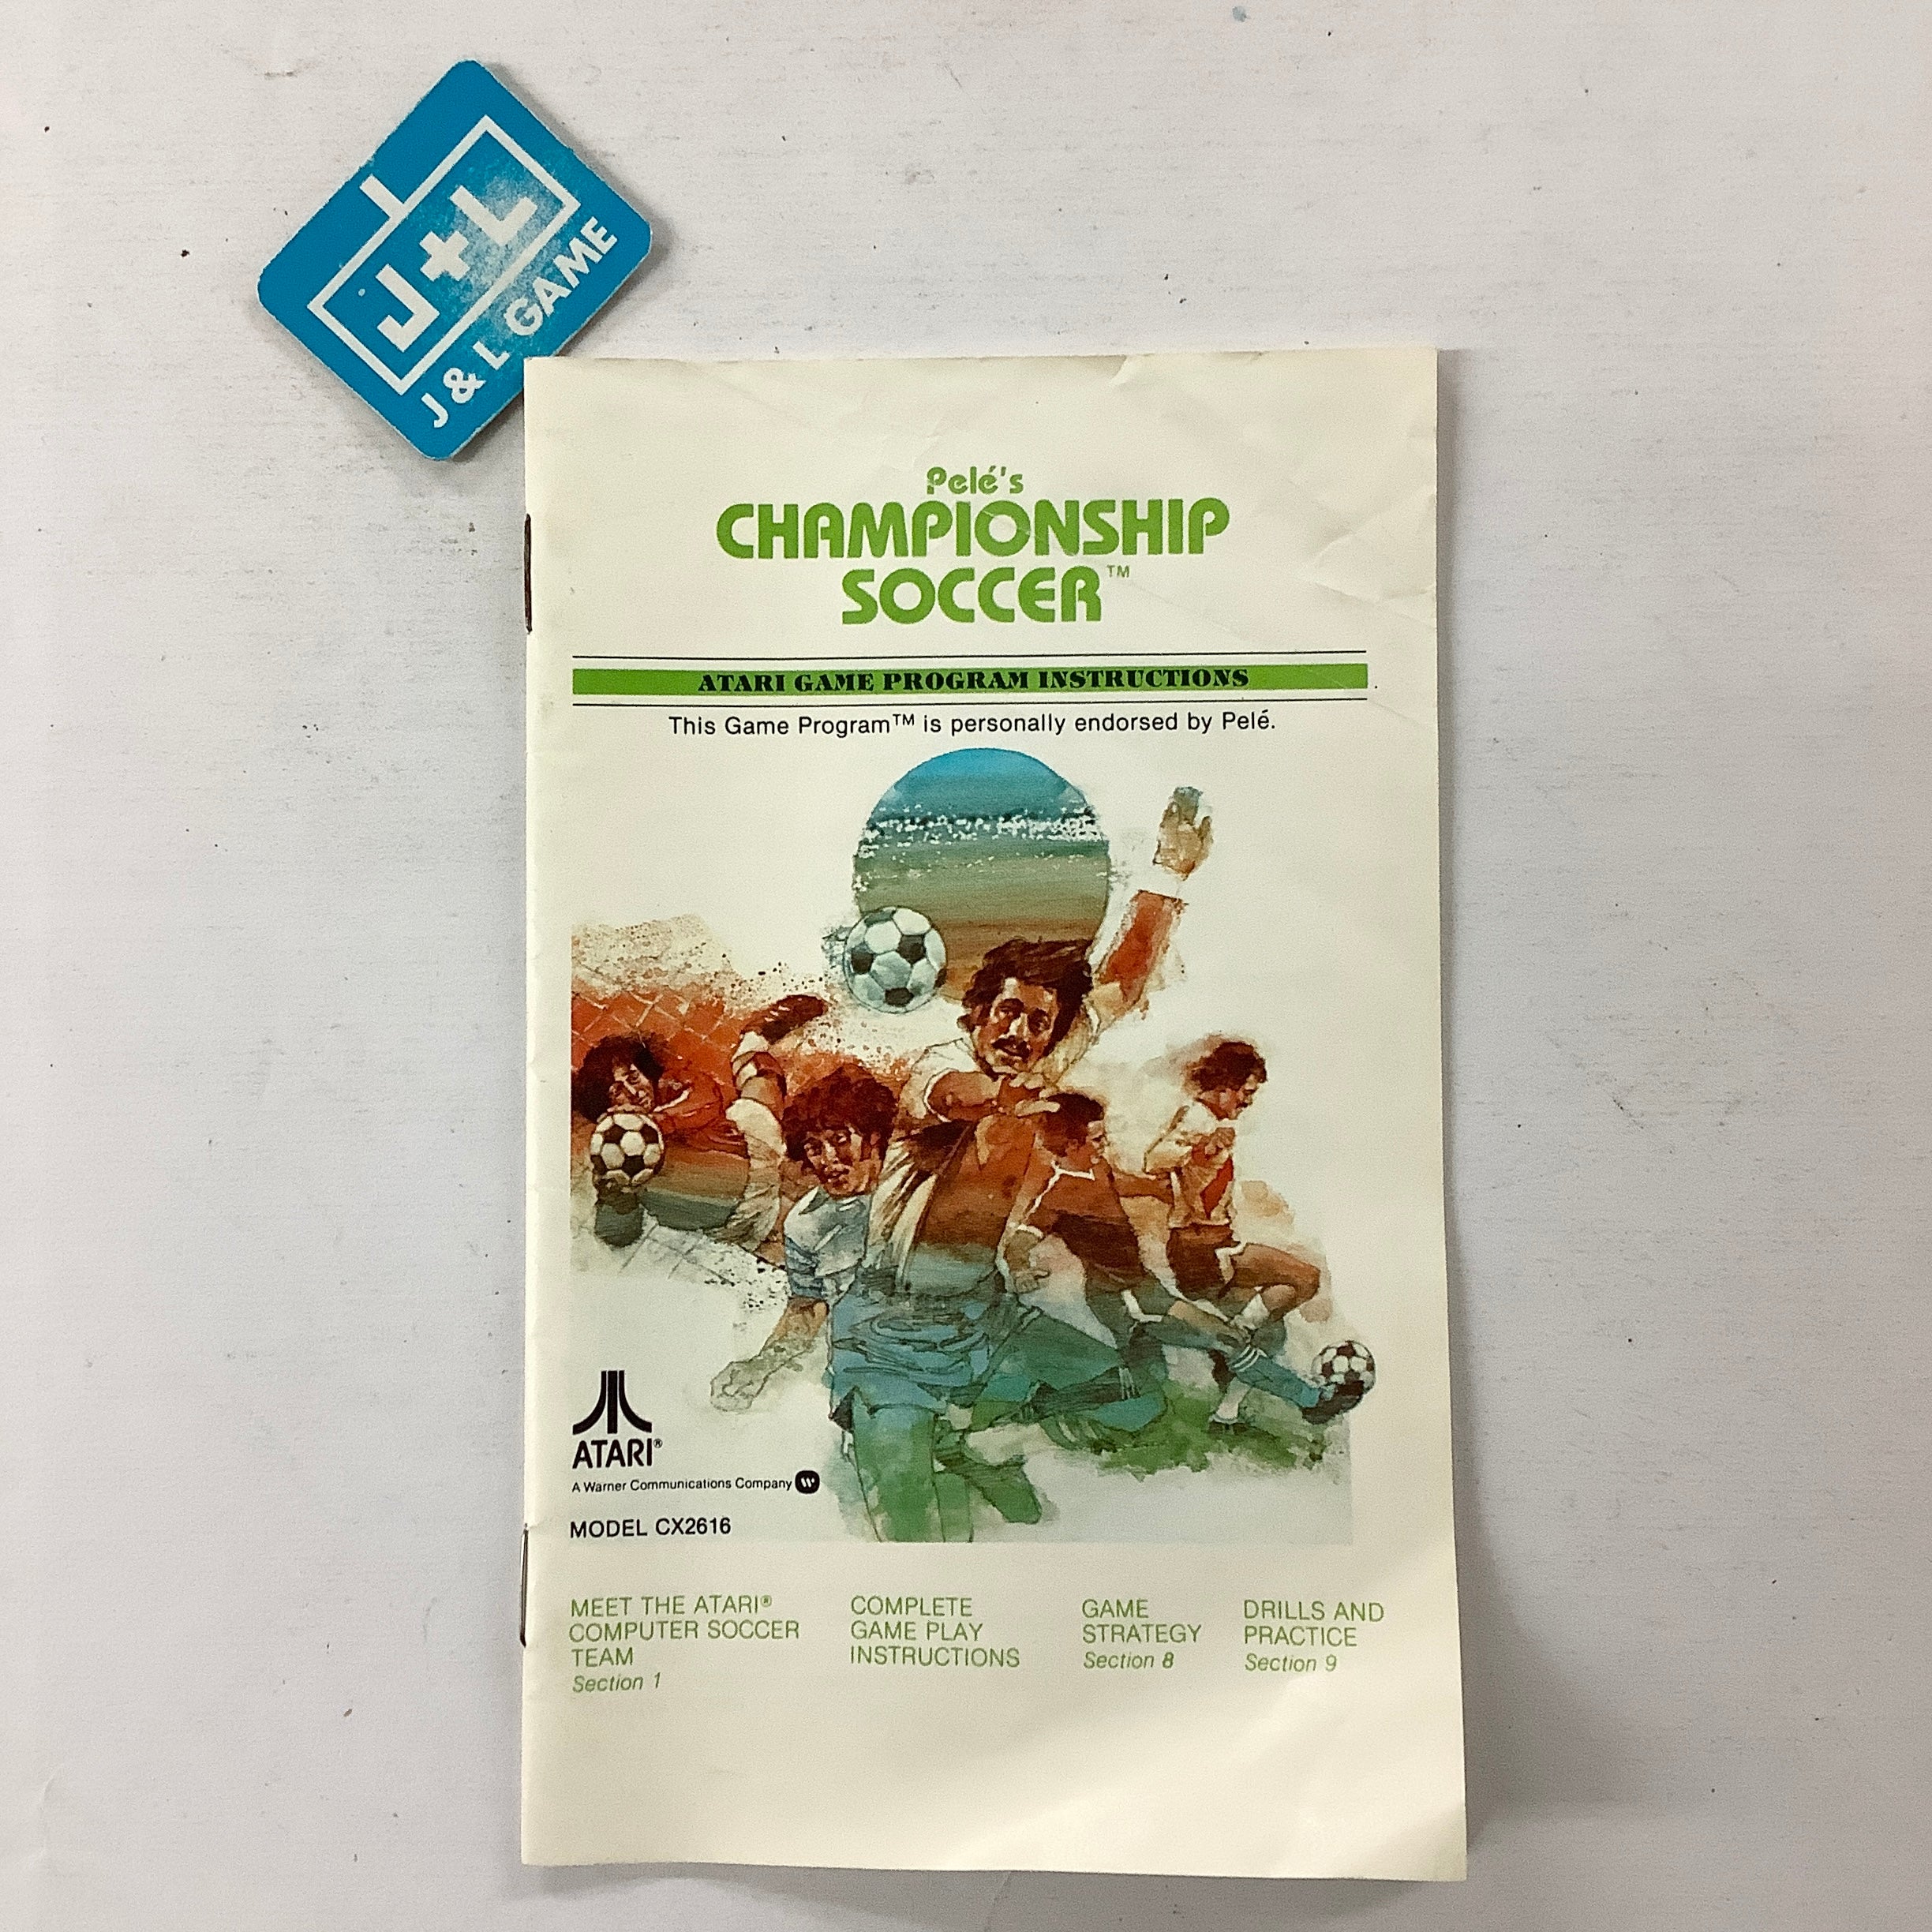 J+L
J & L GAME
Pelé's
CHAMPIONSHIP
SOCCER™
ATARI GAME PROGRAM INSTRUCTIONS
This Game Program™ is personally endorsed by Pelé.
ATARI®
A Warner Communications Company
MODEL CX2616
MEET THE ATARI®
COMPUTER SOCCER
TEAM
Section 1
COMPLETE
GAME PLAY
INSTRUCTIONS
GAME
STRATEGY
Section 8
DRILLS AND
PRACTICE
Section 9